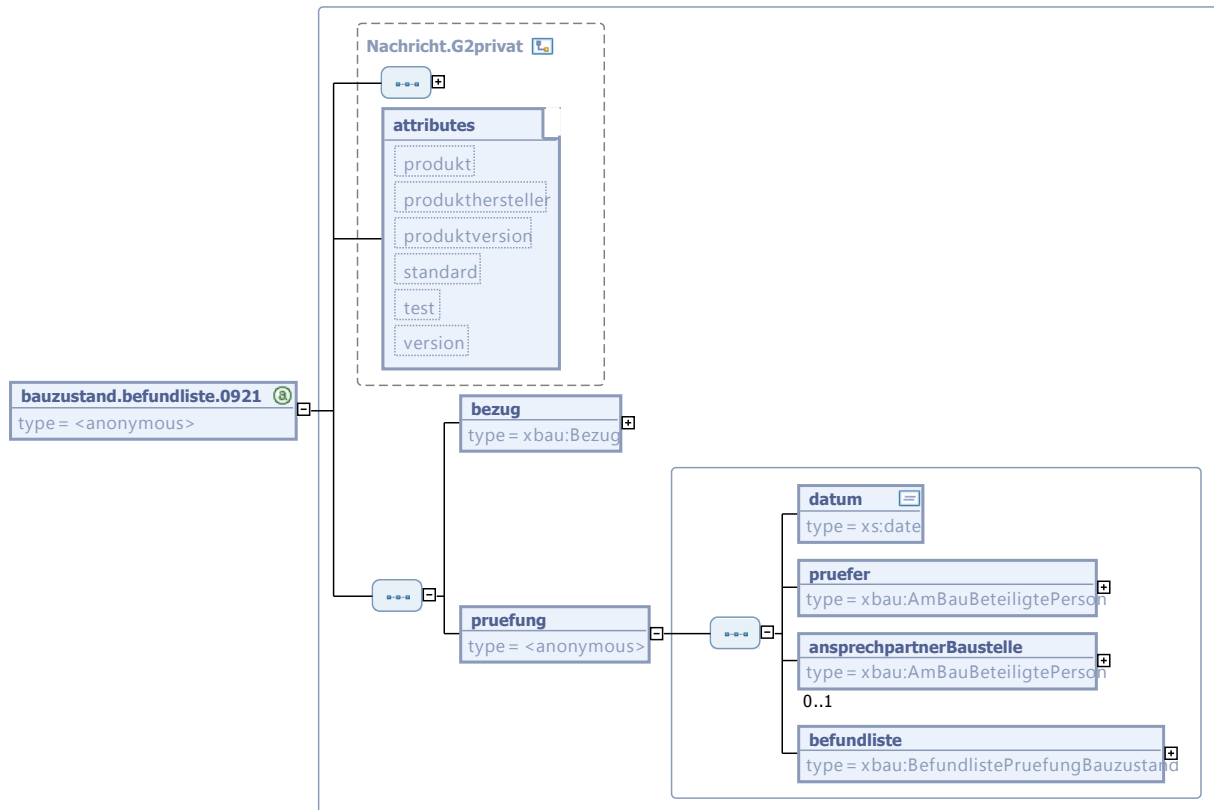 Nachricht.G2privat
attributes
produkt
produkthersteller
produktversion
standard
test
version
bauzustand.befundliste.0921
type = <anonymous>
bezug
type = xbau:Bezug
pruefung
type = <anonymous>
datum
type = xs:date
pruefer
type = xbau:AmBauBeteiligtePerson
ansprechpartnerBaustelle
type = xbau:AmBauBeteiligtePerson
0..1
befundliste
type = xbau:BefundlistePruefungBauzustand